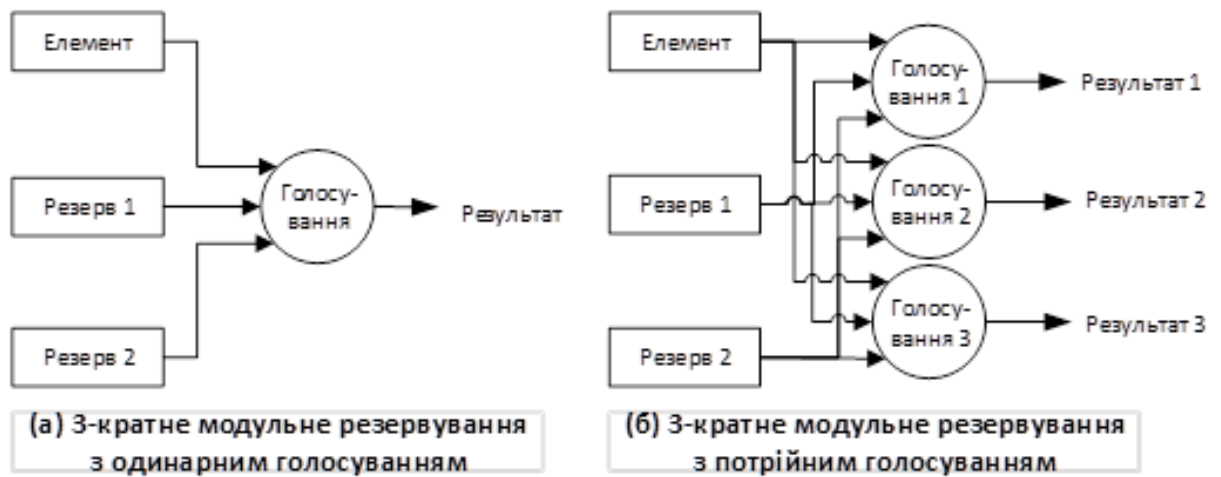 Елемент
Резерв 1
Резерв 2
Голосу-
вання
Результат
(а) 3-кратне модульне резервування
з одинарним голосуванням
Елемент
Резерв 1
Резерв 2
Голосу-
вання 1
Голосу-
вання 2
Голосу-
вання 3
Результат 1
Результат 2
Результат 3
(б) 3-кратне модульне резервування
з потрійним голосуванням